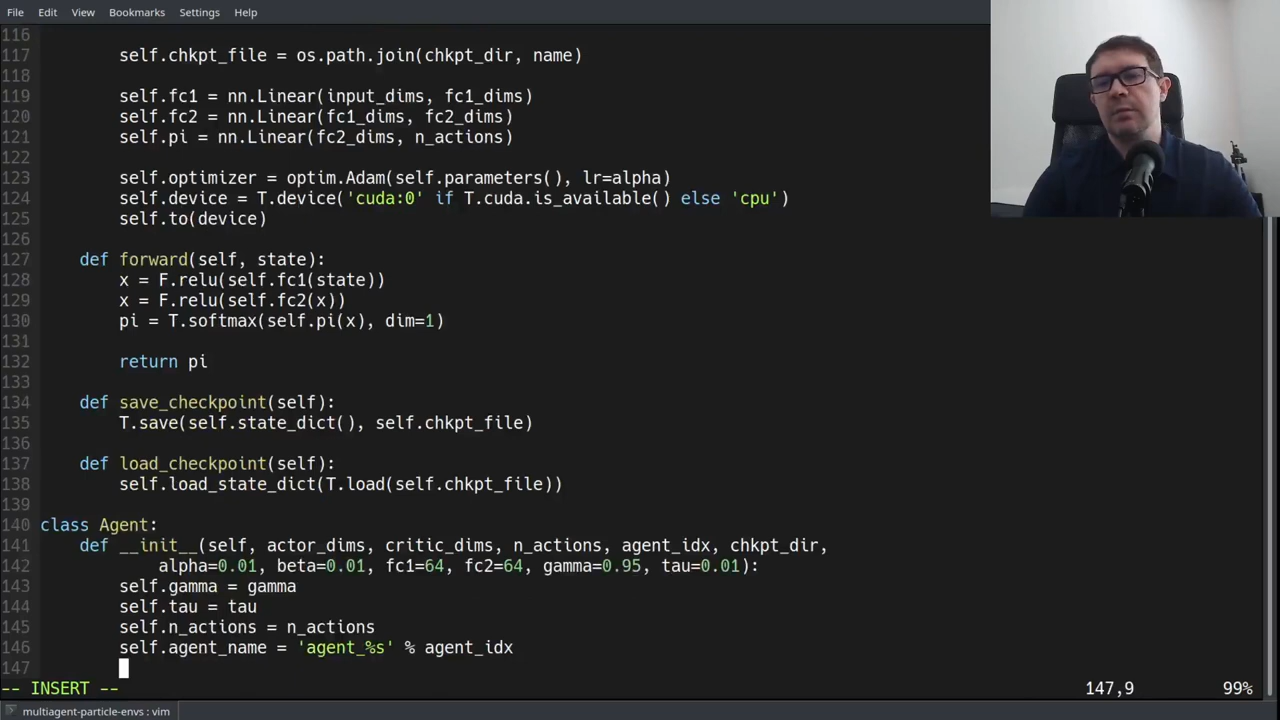 File Edit View Bookmarks Settings Help
116
117 self.chkpt_file = os.path.join(chkpt_dir, name)
118
119 self.fc1 = nn.Linear(input_dims, fc1_dims)
120 self.fc2 = nn.Linear(fc1_dims, fc2_dims)
121 self.pi = nn.Linear(fc2_dims, n_actions)
122
123 self.optimizer = optim.Adam(self.parameters(), lr=alpha)
124 self.device = T.device('cuda:0' if T.cuda.is_available() else 'cpu')
125 self.to(device)
126
127 def forward(self, state):
128 x = F.relu(self.fc1(state))
129 x = F.relu(self.fc2(x))
130 pi = T.softmax(self.pi(x), dim=1)
131
132 return pi
133
134 def save_checkpoint(self):
135 T.save(self.state_dict(), self.chkpt_file)
136
137 def load_checkpoint(self):
138 self.load_state_dict(T.load(self.chkpt_file))
139
140 class Agent:
141 def __init__(self, actor_dims, critic_dims, n_actions, agent_idx, chkpt_dir,
142 alpha=0.01, beta=0.01, fc1=64, fc2=64, gamma=0.95, tau=0.01):
143 self.gamma = gamma
144 self.tau = tau
145 self.n_actions = n_actions
146 self.agent_name = 'agent_%s' % agent_idx
147
-- INSERT -- 147,9 99%
multiagent-particle-envs : vim